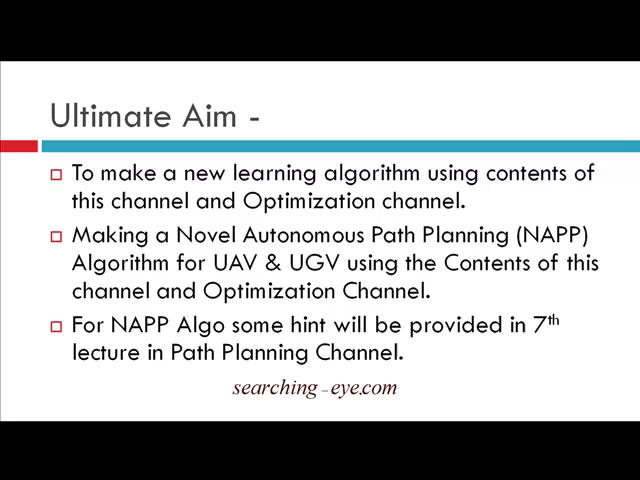 Ultimate Aim -
To make a new learning algorithm using contents of
this channel and Optimization channel.
Making a Novel Autonomous Path Planning (NAPP)
Algorithm for UAV & UGV using the Contents of this
channel and Optimization Channel.
For NAPP Algo some hint will be provided in 7th
lecture in Path Planning Channel.
searching-eye.com